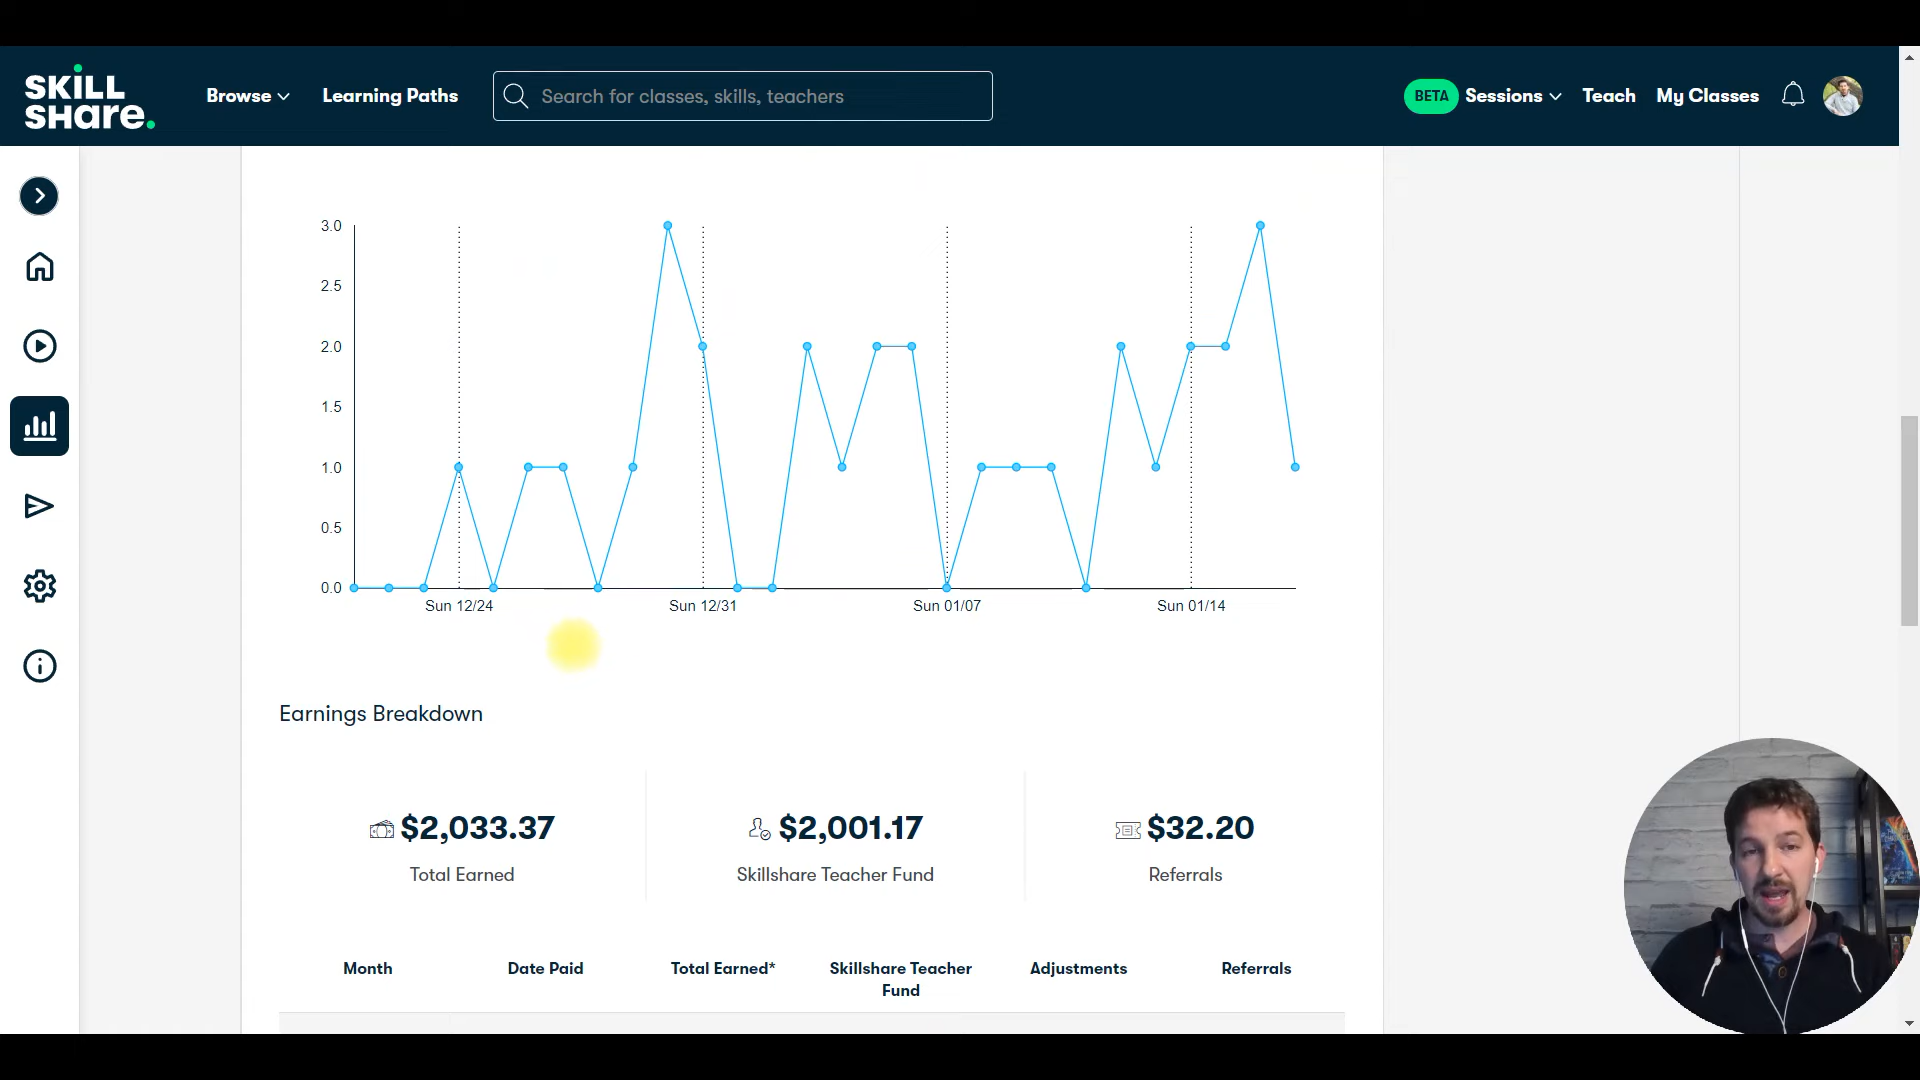 SKILL
SHare.
Browse
Learning Paths
Search for classes, skills, teachers
BETA
Sessions
Teach
My Classes
3.0
2.5
2.0
1.5
1.0
0.5
0.0
Sun 12/24
Sun 12/31
Sun 01/07
Sun 01/14
Earnings Breakdown
$2,033.37
Total Earned
$2,001.17
Skillshare Teacher Fund
$32.20
Referrals
Month
Date Paid
Total Earned*
Skillshare Teacher
Fund
Adjustments
Referrals